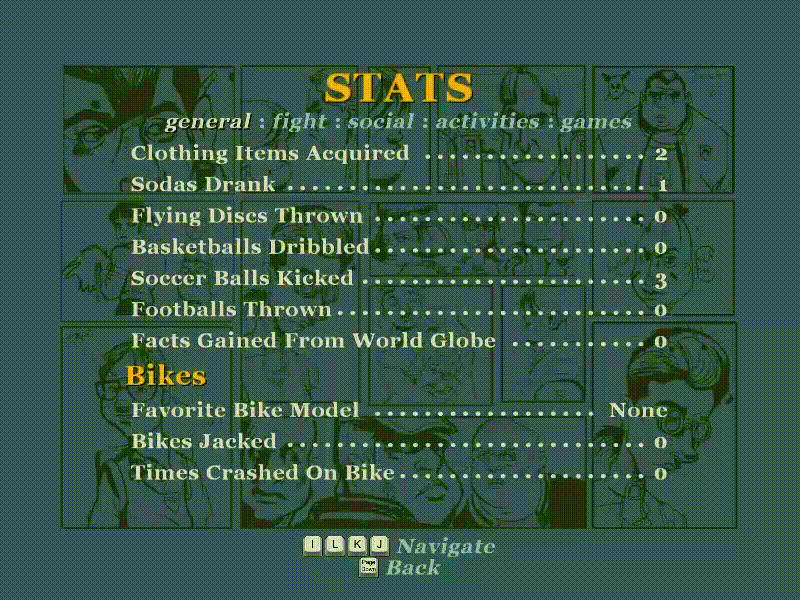 STATS
general : fight : social : activities : games
Clothing Items Acquired ................. 2
Sodas Drank ........................... 1
Flying Discs Thrown .................... 0
Basketballs Dribbled .................... 0
Soccer Balls Kicked ..................... 3
Footballs Thrown ....................... 0
Facts Gained From World Globe .......... 0
Bikes
Favorite Bike Model ................. None
Bikes Jacked ........................... 0
Times Crashed On Bike .................. 0
I L K J Navigate
Page Down Back